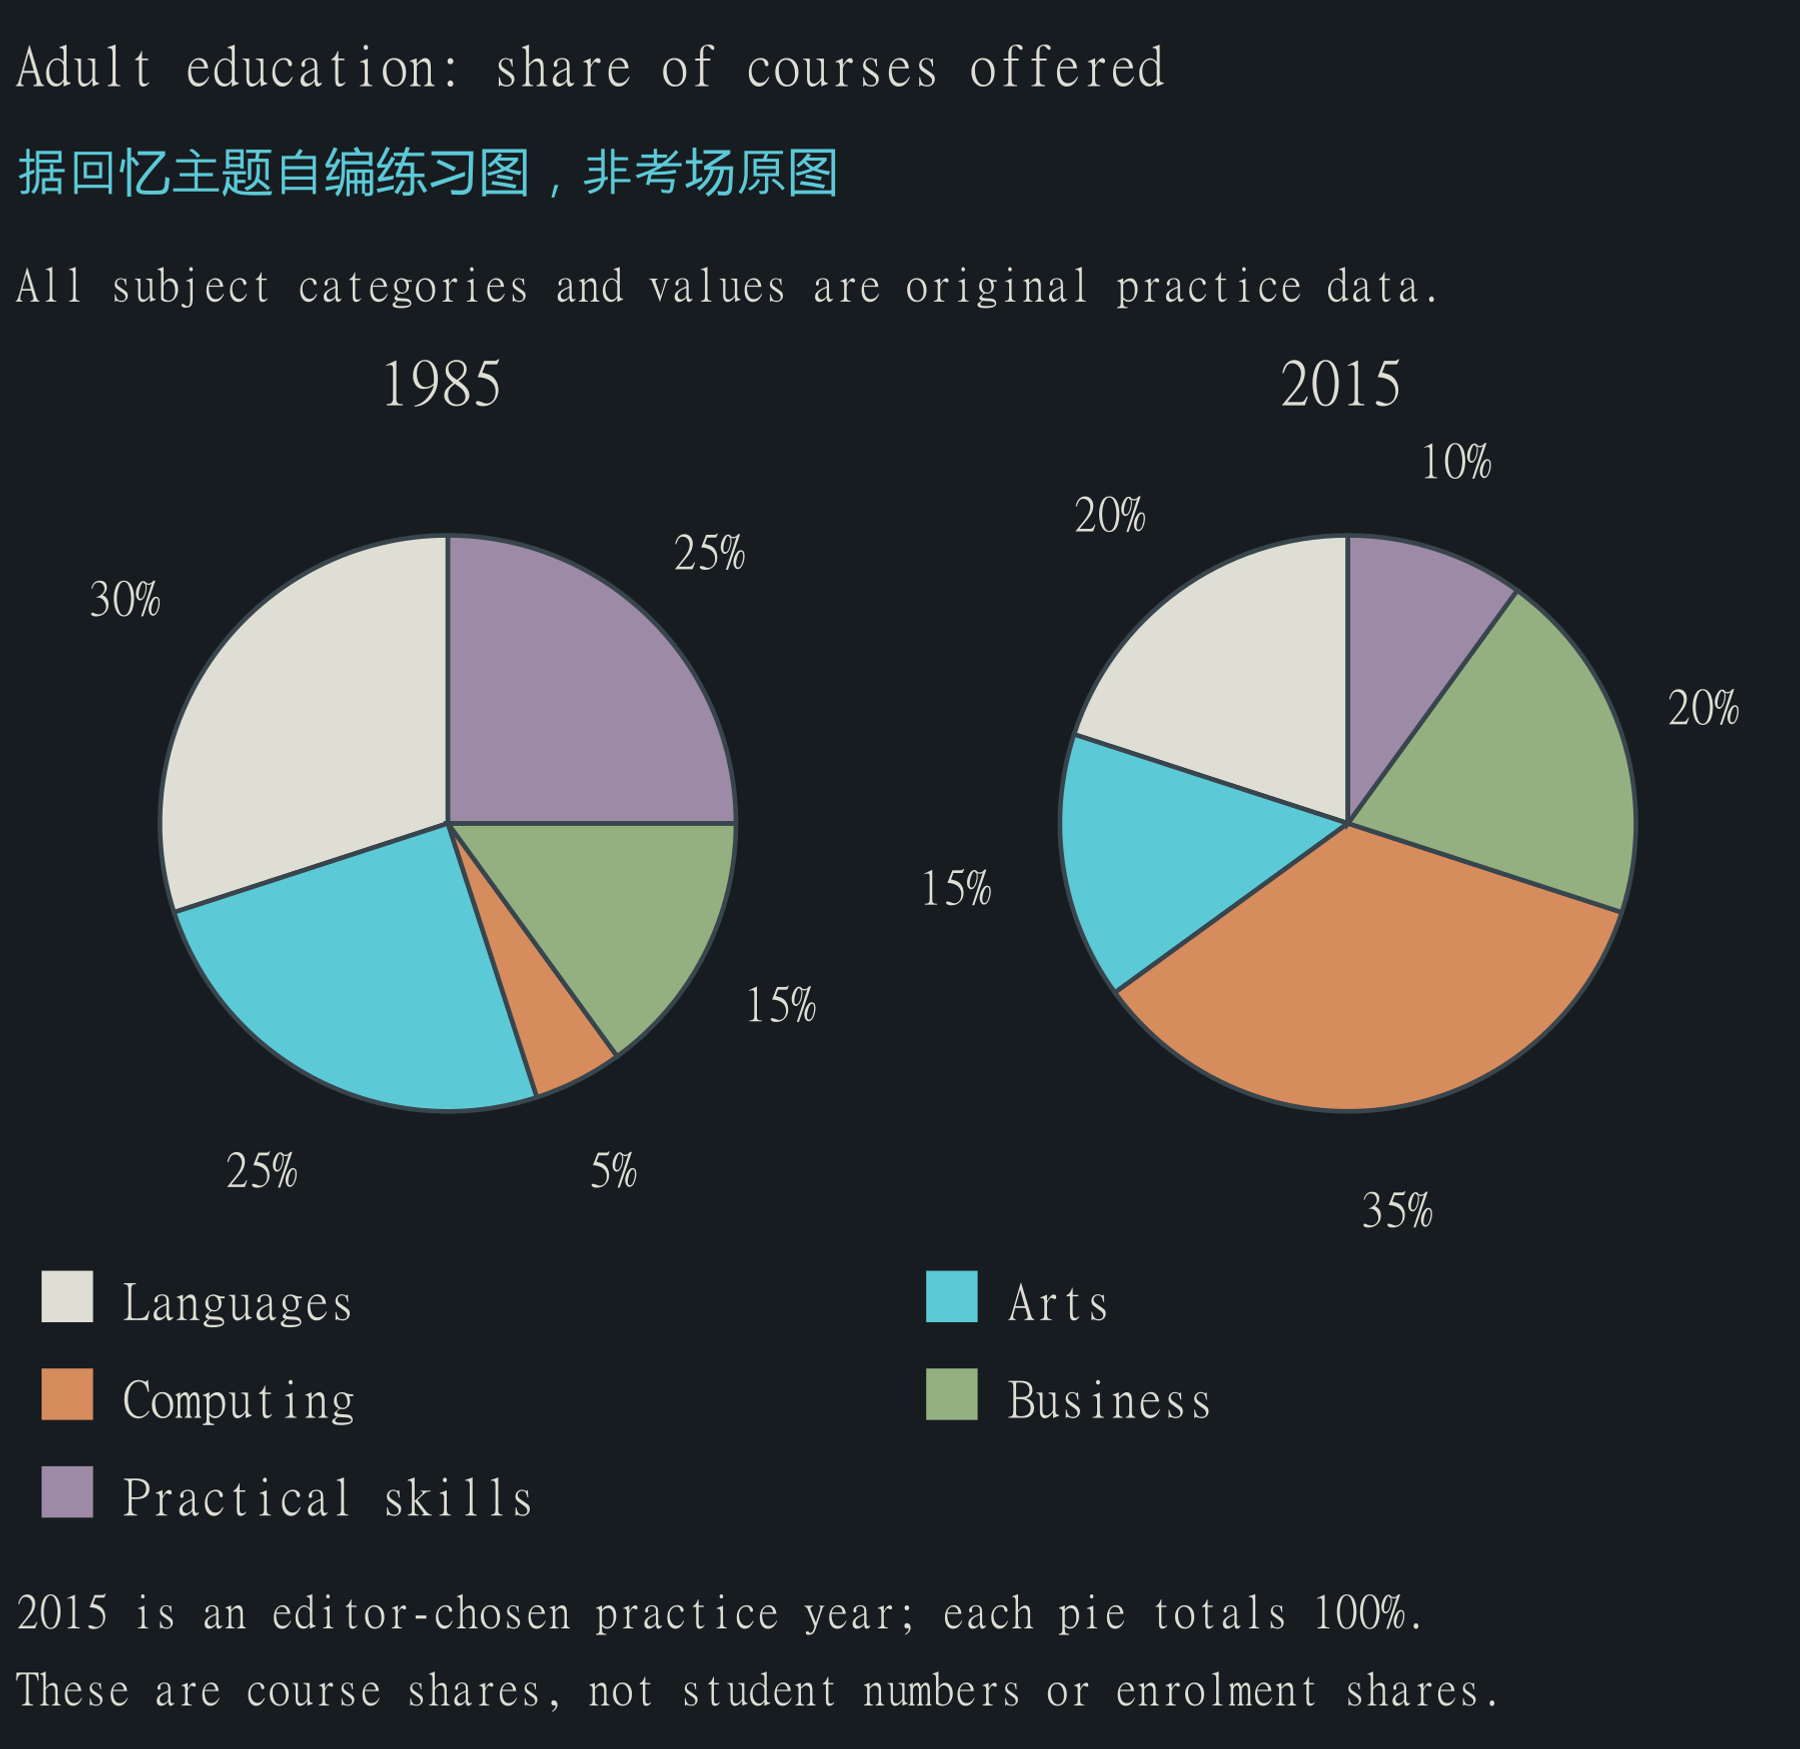 Adult education: share of courses offered
据回忆主题自编练习图，非考场原图
All subject categories and values are original practice data.
1985
2015
30%
25%
15%
5%
25%
20%
10%
20%
15%
35%
Languages
Arts
Computing
Business
Practical skills
2015 is an editor-chosen practice year; each pie totals 100%.
These are course shares, not student numbers or enrolment shares.